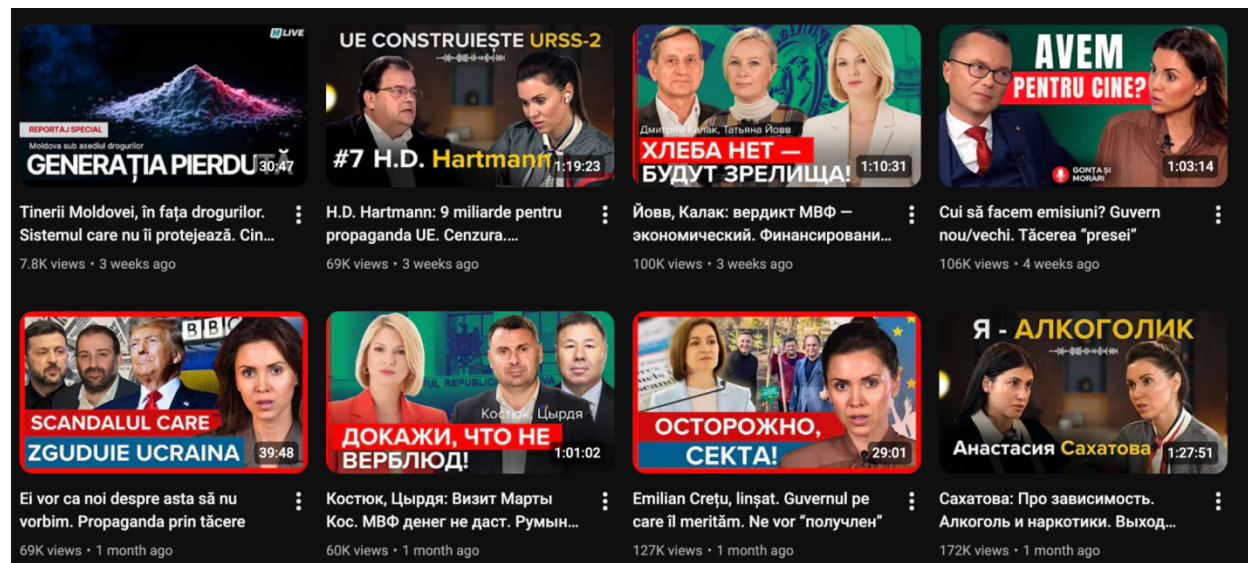 M LIVE
REPORTAJ SPECIAL
Moldova sub asediul drogurilor
GENERAȚIA PIERDUTĂ
30:47
UE CONSTRUIEȘTE URSS-2
#7 H.D. Hartmann
1:19:23
Дмитрий Калак, Татьяна Йовв
ХЛЕБА НЕТ —
БУДУТ ЗРЕЛИЩА!
1:10:31
AVEM
PENTRU CINE?
GONȚA ȘI
MORARI
1:03:14
Tinerii Moldovei, în fața drogurilor.
Sistemul care nu îi protejează. Cin...
7.8K views • 3 weeks ago
H.D. Hartmann: 9 miliarde pentru
propaganda UE. Cenzura....
69K views • 3 weeks ago
Йовв, Калак: вердикт МВФ —
экономический. Финансировани...
100K views • 3 weeks ago
Cui să facem emisiuni? Guvern
nou/vechi. Tăcerea “presei”
106K views • 4 weeks ago
BBC
SCANDALUL CARE
ZGUDUIE UCRAINA
39:48
Костюк, Цырдя
ДОКАЖИ, ЧТО НЕ
ВЕРБЛЮД!
1:01:02
ОСТОРОЖНО,
СЕКТА!
29:01
Я - АЛКОГОЛИК
Анастасия Сахатова
1:27:51
Ei vor ca noi despre asta să nu
vorbim. Propaganda prin tăcere
69K views • 1 month ago
Костюк, Цырдя: Визит Марты
Кос. МВФ денег не даст. Румын...
60K views • 1 month ago
Emilian Crețu, linșat. Guvernul pe
care îl merităm. Ne vor “получлен”
127K views • 1 month ago
Сахатова: Про зависимость.
Алкоголь и наркотики. Выход...
172K views • 1 month ago